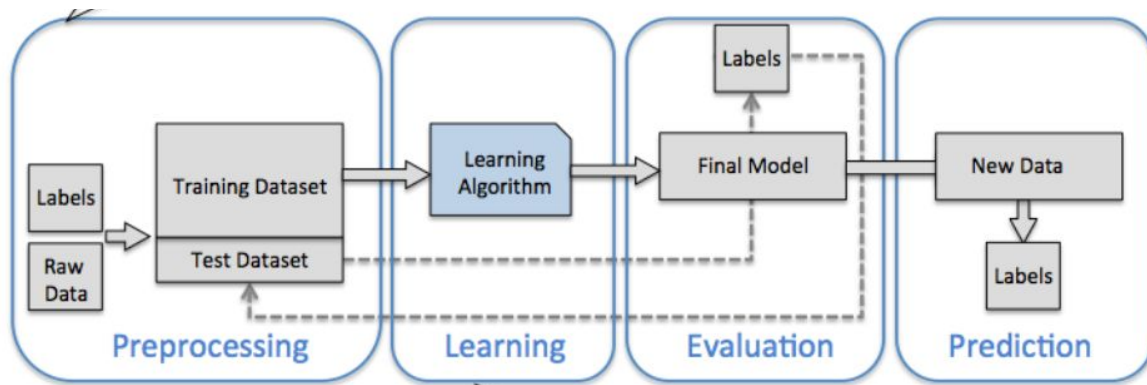 Labels
Raw
Data
Training Dataset
Test Dataset
Preprocessing
Learning
Algorithm
Learning
Labels
Final Model
Evaluation
New Data
Labels
Prediction